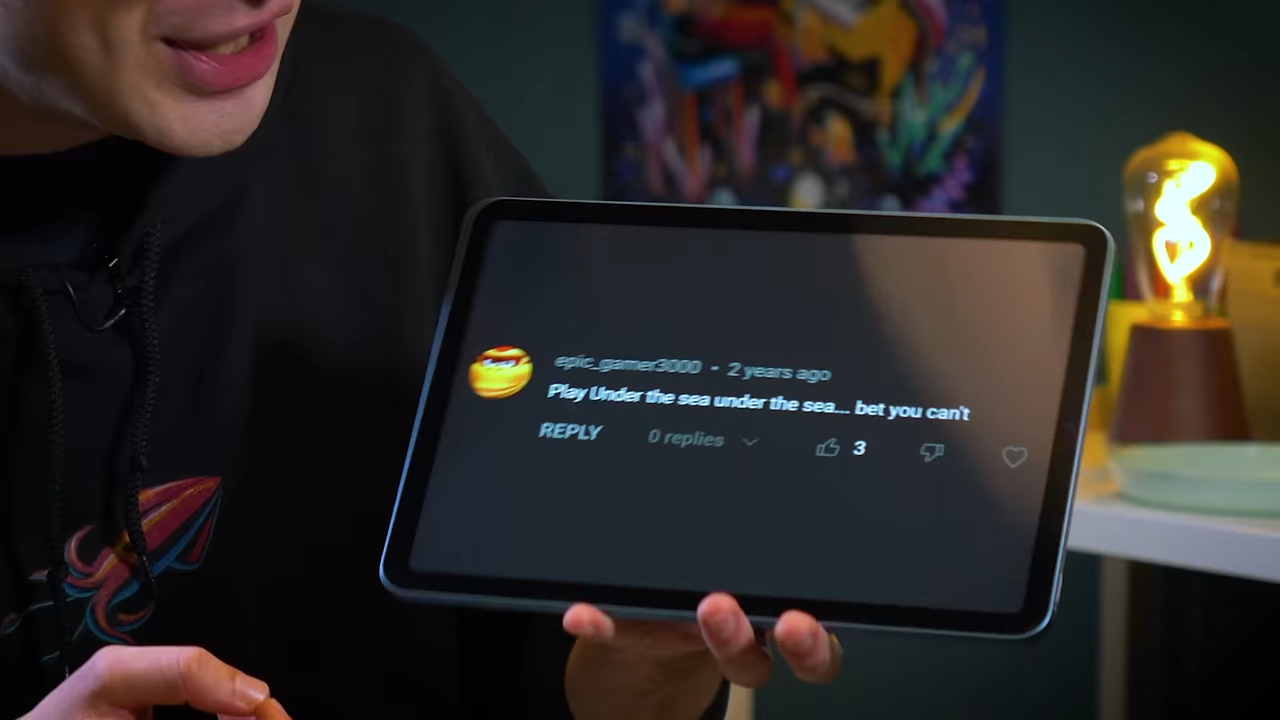 epic_gamer3000 • 2 years ago
Play Under the sea under the sea... bet you can't
REPLY 0 replies 3